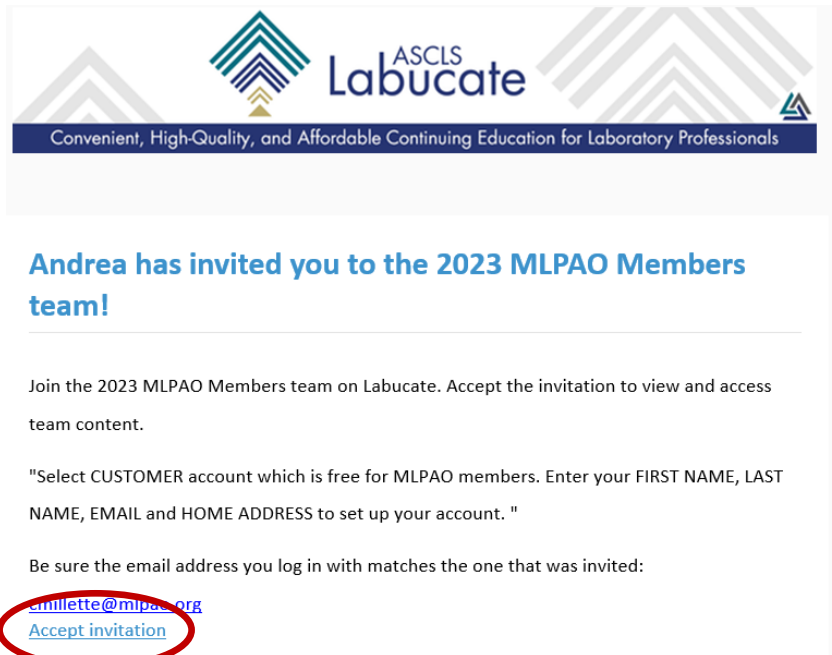 ASCLS
Labucate
Convenient, High-Quality, and Affordable Continuing Education for Laboratory Professionals
Andrea has invited you to the 2023 MLPAO Members
team!
Join the 2023 MLPAO Members team on Labucate. Accept the invitation to view and access
team content.
"Select CUSTOMER account which is free for MLPAO members. Enter your FIRST NAME, LAST
NAME, EMAIL and HOME ADDRESS to set up your account. "
Be sure the email address you log in with matches the one that was invited:
cmillette@mlpao.org
Accept invitation